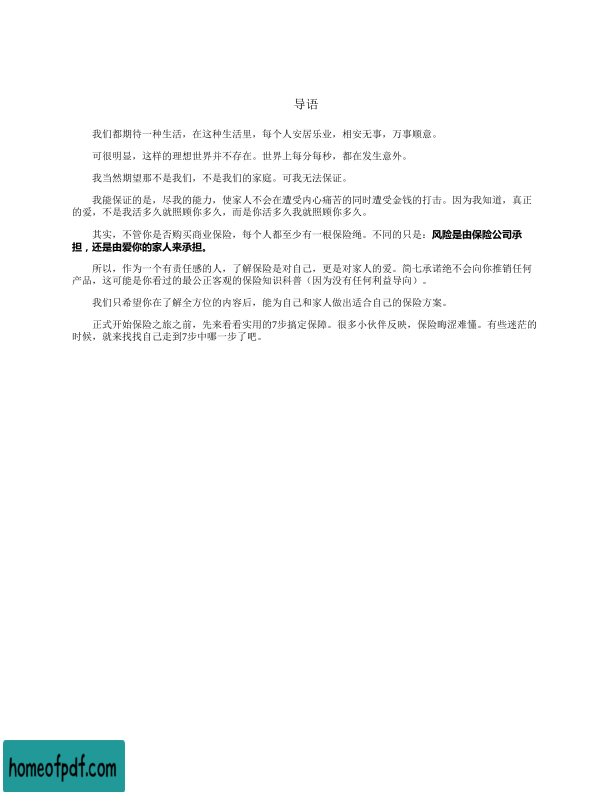 导语
我们都期待一种生活，在这种生活里，每个人安居乐业，相安无事，万事顺意。
可很明显，这样的理想世界并不存在。世界上每分每秒，都在发生意外。
我当然期望那不是我们，不是我们的家庭。可我无法保证。
我能保证的是，尽我的能力，使家人不会在遭受内心痛苦的同时遭受金钱的打击。因为我知道，真正
的爱，不是我活多久就照顾你多久，而是你活多久我就照顾你多久。
其实，不管你是否购买商业保险，每个人都至少有一根保险绳。不同的只是：风险是由保险公司承
担，还是由爱你的家人来承担。
所以，作为一个有责任感的人，了解保险是对自己，更是对家人的爱。简七承诺绝不会向你推销任何
产品，这可能是你看过的最公正客观的保险知识科普（因为没有任何利益导向）。
我们只希望你在了解全方位的内容后，能为自己和家人做出适合自己的保险方案。
正式开始保险之旅之前，先来看看实用的7步搞定保障。很多小伙伴反映，保险晦涩难懂。有些迷茫的
时候，就来找找自己走到7步中哪一步了吧。
homeofpdf.com